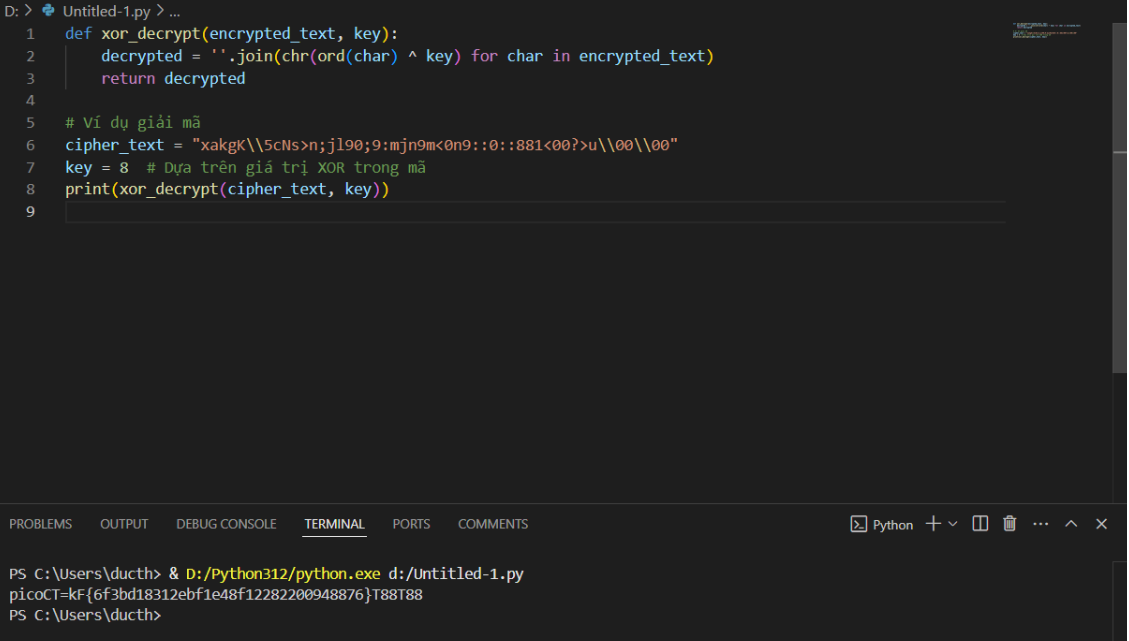 D: > Untitled-1.py > ...
1 def xor_decrypt(encrypted_text, key):
2 decrypted = ''.join(chr(ord(char) ^ key) for char in encrypted_text)
3 return decrypted
4
5 # Ví dụ giải mã
6 cipher_text = "xakgK\\5cNs>n;jl90;9:mjn9m<0n9::0::881<00?>u\\00\\00"
7 key = 8  # Dựa trên giá trị XOR trong mã
8 print(xor_decrypt(cipher_text, key))
9
PROBLEMS OUTPUT DEBUG CONSOLE TERMINAL PORTS COMMENTS Python
PS C:\Users\ducth> & D:/Python312/python.exe d:/Untitled-1.py
picoCT=kF{6f3bd18312ebf1e48f12282200948876}T88T88
PS C:\Users\ducth>